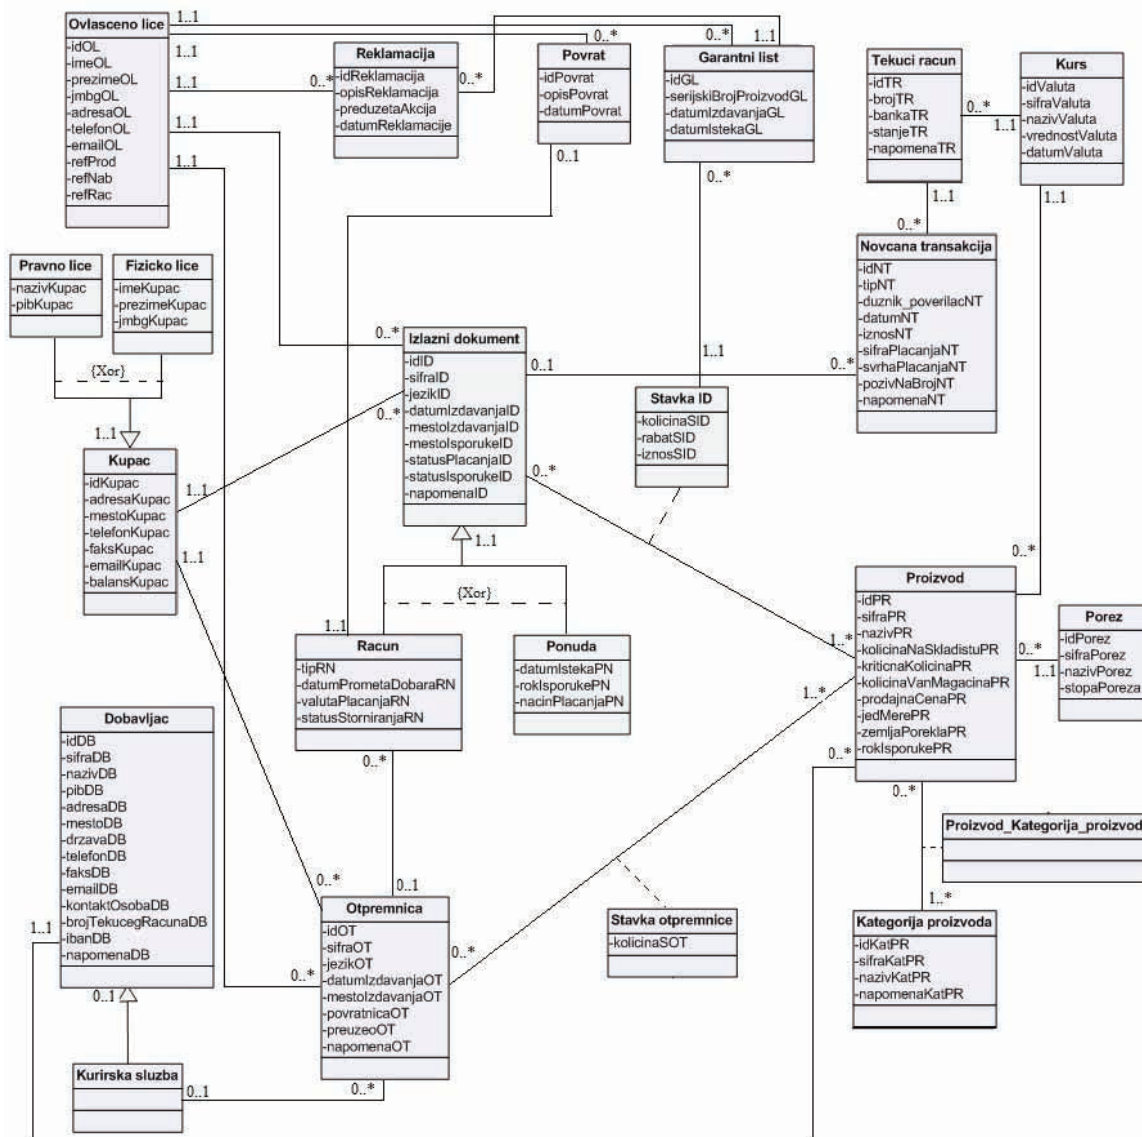 Ovlasceno lice
-idOL
-imeOL
-prezimeOL
-jmbgOL
-adresaOL
-telefonOL
-emailOL
-refProd
-refNab
-refRac
1..1
1..1
1..1
1..1
1..1
Reklamacija
-idReklamacija
-opisReklamacija
-preduzetaAkcija
-datumReklamacije
0..*
0..*
Povrat
-idPovrat
-opisPovrat
-datumPovrat
0..*
0..1
Garantni list
-idGL
-serijskiBrojProizvodGL
-datumIzdavanjaGL
-datumIstekaGL
0..*
1..1
0..*
Tekuci racun
-idTR
-brojTR
-bankaTR
-stanjeTR
-napomenaTR
0..*
1..1
1..1
Kurs
-idValuta
-sifraValuta
-nazivValuta
-vrednostValuta
-datumValuta
1..1
Pravno lice
-nazivKupac
-pibKupac
Fizicko lice
-imeKupac
-prezimeKupac
-jmbgKupac
{Xor}
1..1
Kupac
-idKupac
-adresaKupac
-mestoKupac
-telefonKupac
-faksKupac
-emailKupac
-balansKupac
1..1
1..1
Izlazni dokument
-idID
-sifraID
-jezikID
-datumIzdavanjaID
-mestoIzdavanjaID
-mestoIsporukeID
-statusPlacanjaID
-statusIsporukeID
-napomenaID
0..*
0..*
0..1
0..*
1..1
Novcana transakcija
-idNT
-tipNT
-duznik_poverilacNT
-datumNT
-iznosNT
-sifraPlacanjaNT
-svrhaPlacanjaNT
-pozivNaBrojNT
-napomenaNT
0..*
0..*
Stavka ID
-kolicinaSID
-rabatSID
-iznosSID
1..1
{Xor}
Racun
-tipRN
-datumPrometaDobaraRN
-valutaPlacanjaRN
-statusStorniranjaRN
1..1
0..*
Ponuda
-datumIstekaPN
-rokIsporukePN
-nacinPlacanjaPN
Proizvod
-idPR
-sifraPR
-nazivPR
-kolicinaNaSkladistuPR
-kriticnaKolicinaPR
-kolicinaVanMagacinaPR
-prodajnaCenaPR
-jedMerePR
-zemljaPoreklaPR
-rokIsporukePR
0..*
1..*
1..*
0..*
0..*
0..*
1..1
Porez
-idPorez
-sifraPorez
-nazivPorez
-stopaPoreza
Dobavljac
-idDB
-sifraDB
-nazivDB
-pibDB
-adresaDB
-mestoDB
-drzavaDB
-telefonDB
-faksDB
-emailDB
-kontaktOsobaDB
-brojTekucegRacunaDB
-ibanDB
-napomenaDB
1..1
0..1
Proizvod_Kategorija_proizvod
1..*
Kategorija proizvoda
-idKatPR
-sifraKatPR
-nazivKatPR
-napomenaKatPR
Otpremnica
-idOT
-sifraOT
-jezikOT
-datumIzdavanjaOT
-mestoIzdavanjaOT
-povratnicaOT
-preuzeoOT
-napomenaOT
0..*
0..1
0..*
0..*
0..*
Stavka otpremnice
-kolicinaSOT
Kurirska sluzba
0..1